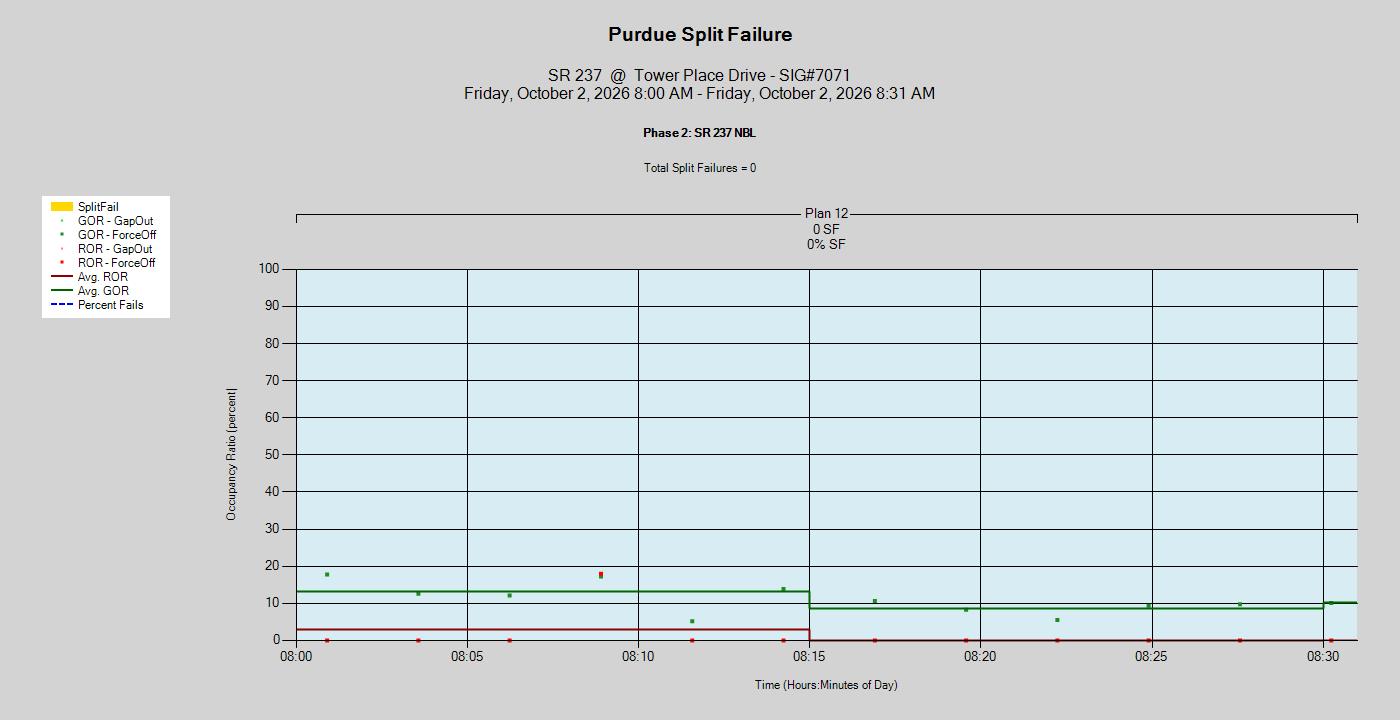 Purdue Split Failure
SR 237 @ Tower Place Drive - SIG#7071
Friday, October 2, 2026 8:00 AM - Friday, October 2, 2026 8:31 AM
Phase 2: SR 237 NBL
Total Split Failures = 0
SplitFail
GOR - GapOut
GOR - ForceOff
ROR - GapOut
ROR - ForceOff
Avg. ROR
Avg. GOR
Percent Fails
Plan 12
0 SF
0% SF
100
90
80
70
60
50
40
30
20
10
0
Occupancy Ratio (percent)
08:00 08:05 08:10 08:15 08:20 08:25 08:30
Time (Hours:Minutes of Day)